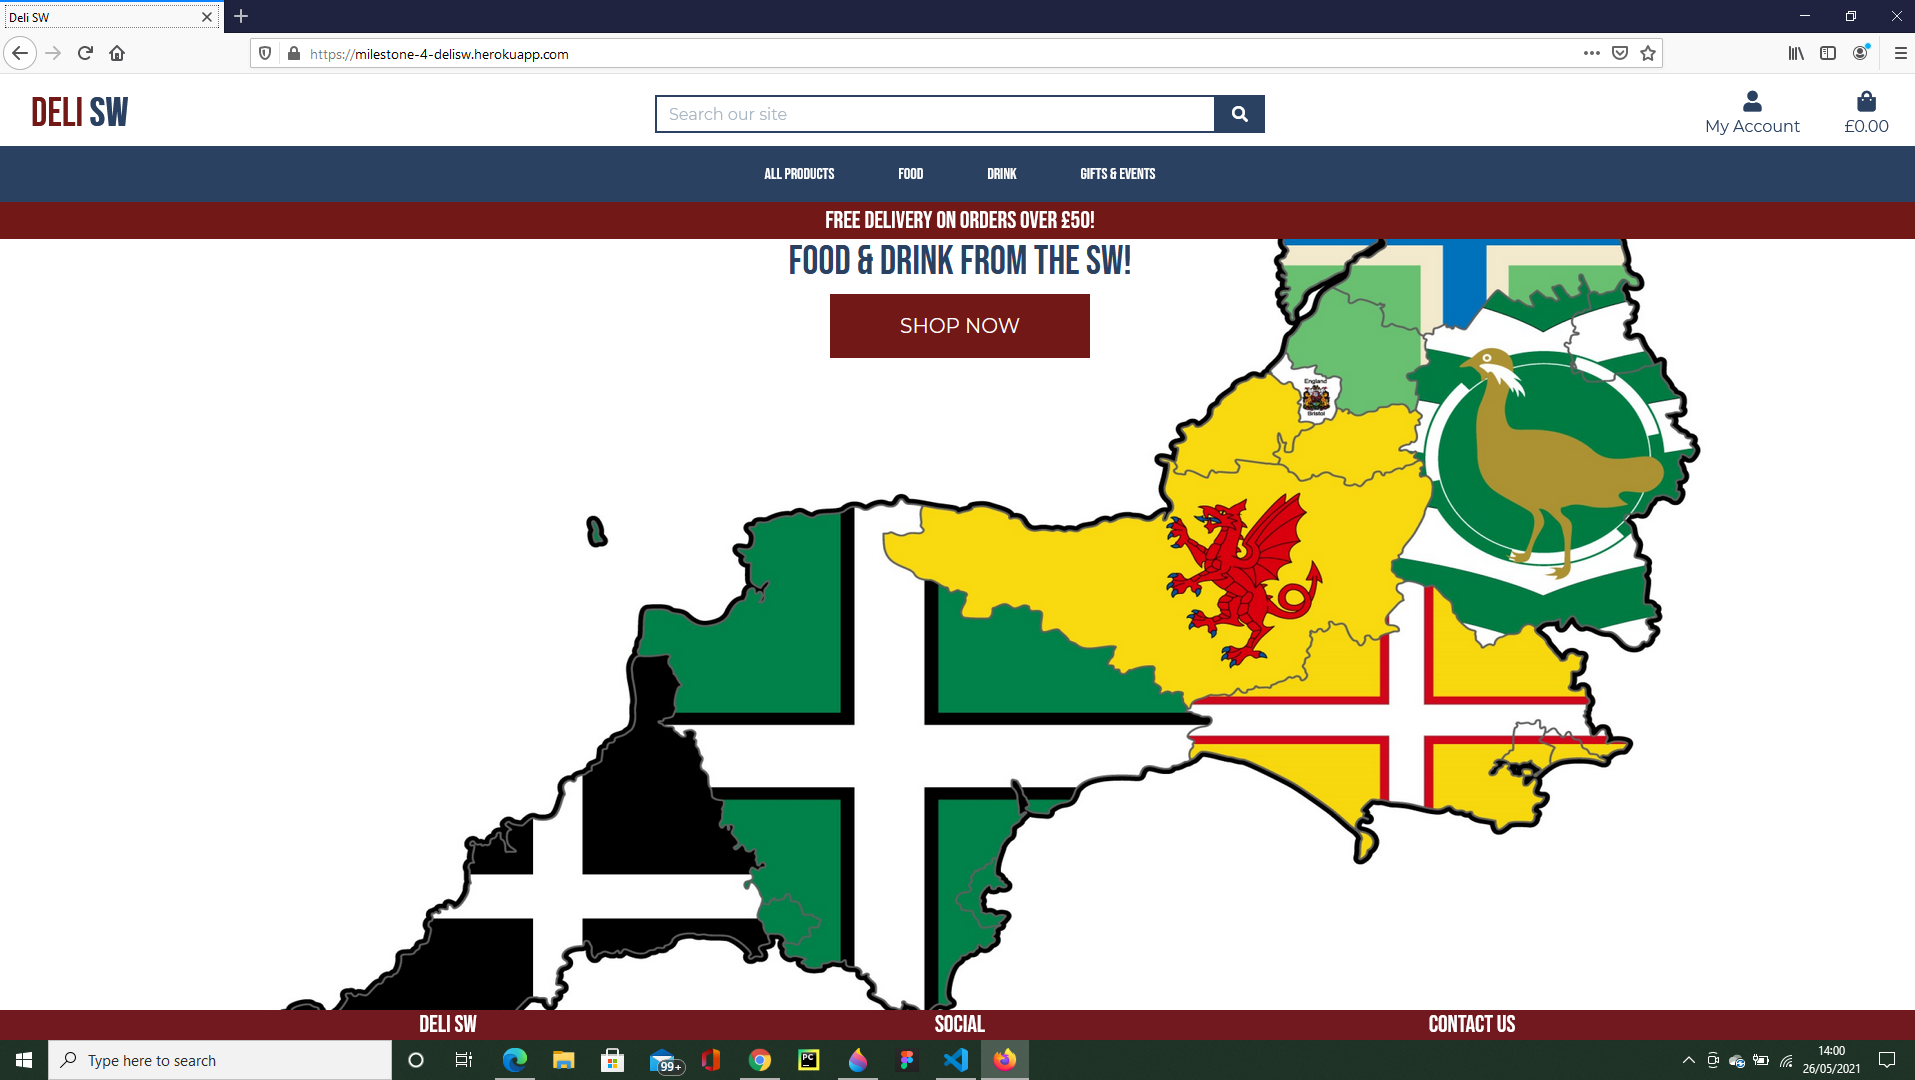 Deli SW
https://milestone-4-delisw.herokuapp.com
DELI SW
Search our site
My Account
£0.00
ALL PRODUCTS
FOOD
DRINK
GIFTS & EVENTS
FREE DELIVERY ON ORDERS OVER £50!
FOOD & DRINK FROM THE SW!
SHOP NOW
England
Bristol
DELI SW
SOCIAL
CONTACT US
Type here to search
99+
PC
14:00
26/05/2021